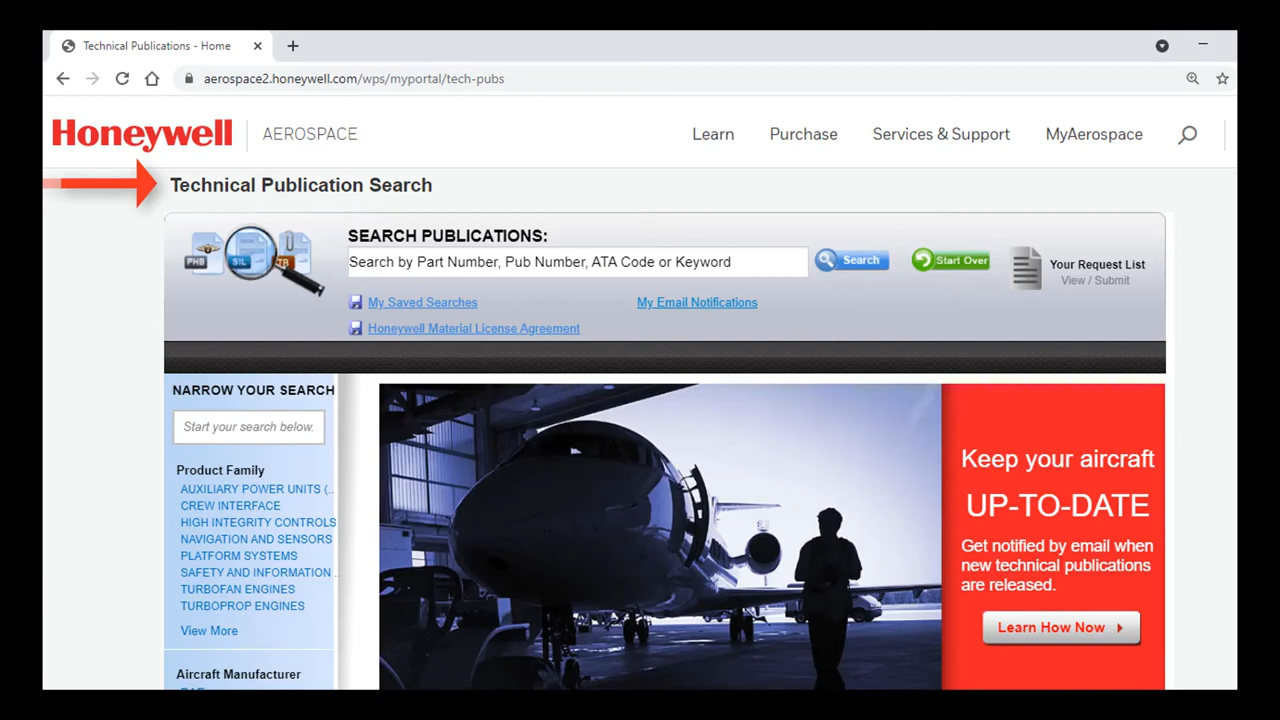 Technical Publications - Home
aerospace2.honeywell.com/wps/myportal/tech-pubs
Honeywell AEROSPACE Learn Purchase Services & Support MyAerospace
Technical Publication Search
PHB SIL TR
SEARCH PUBLICATIONS:
Search by Part Number, Pub Number, ATA Code or Keyword
Search
Start Over
Your Request List
View / Submit
My Saved Searches
My Email Notifications
Honeywell Material License Agreement
NARROW YOUR SEARCH
Start your search below.
Product Family
AUXILIARY POWER UNITS (..
CREW INTERFACE
HIGH INTEGRITY CONTROLS
NAVIGATION AND SENSORS
PLATFORM SYSTEMS
SAFETY AND INFORMATION ..
TURBOFAN ENGINES
TURBOPROP ENGINES
View More
Aircraft Manufacturer
Keep your aircraft
UP-TO-DATE
Get notified by email when
new technical publications
are released.
Learn How Now